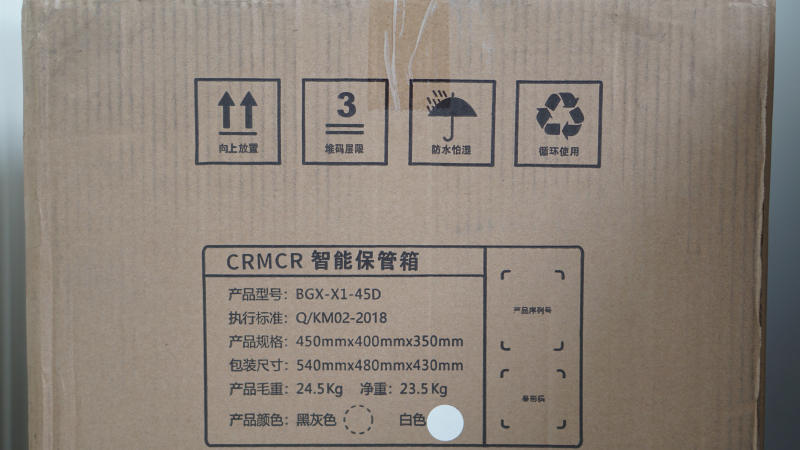 3
向上放置 堆码层限 防水怕湿 循环使用
CRMCR 智能保管箱
产品型号：BGX-X1-45D
执行标准：Q/KM02-2018
产品规格：450mmx400mmx350mm
包装尺寸：540mmx480mmx430mm
产品毛重：24.5Kg 净重：23.5Kg
产品颜色：黑灰色 白色
产品序列号
条形码